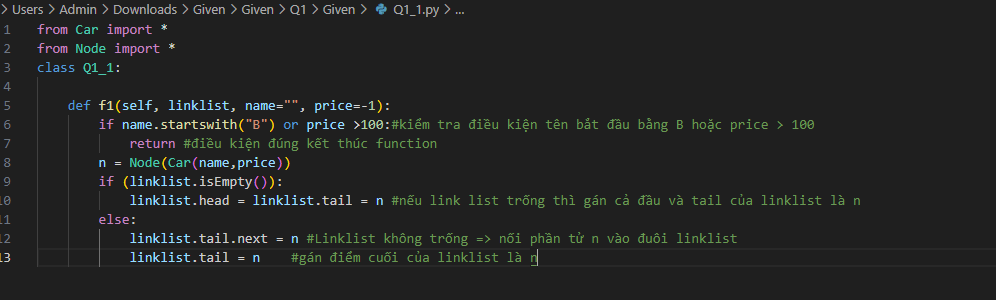 > Users > Admin > Downloads > Given > Given > Q1 > Given > Q1_1.py > ...
1 from Car import *
2 from Node import *
3 class Q1_1:
4
5 def f1(self, linklist, name="", price=-1):
6 if name.startswith("B") or price >100:#kiểm tra điều kiện tên bắt đầu bằng B hoặc price > 100
7 return #điều kiện đúng kết thúc function
8 n = Node(Car(name,price))
9 if (linklist.isEmpty()):
10 linklist.head = linklist.tail = n #nếu link list trống thì gán cả đầu và tail của linklist là n
11 else:
12 linklist.tail.next = n #Linklist không trống => nối phần tử n vào đuôi linklist
13 linklist.tail = n #gán điểm cuối của linklist là n